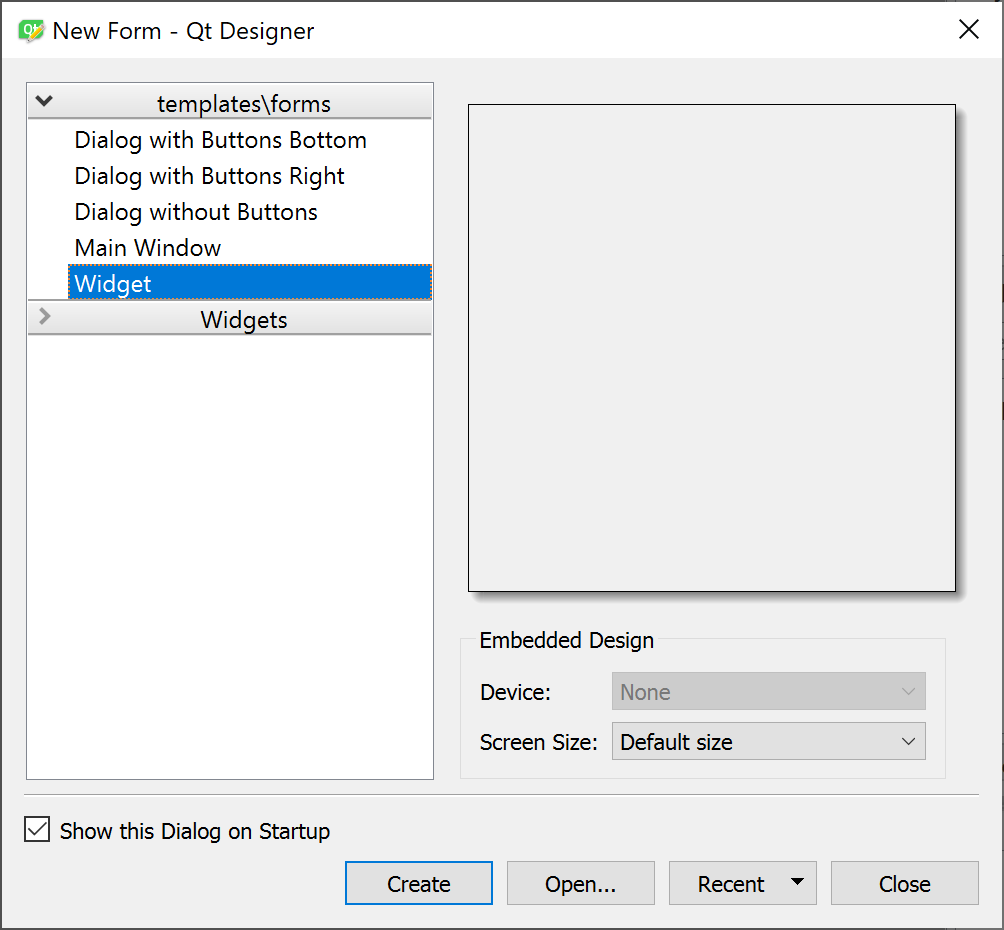 New Form - Qt Designer
templates\forms
Dialog with Buttons Bottom
Dialog with Buttons Right
Dialog without Buttons
Main Window
Widget
Widgets
Embedded Design
Device: None
Screen Size: Default size
Show this Dialog on Startup
Create Open... Recent Close